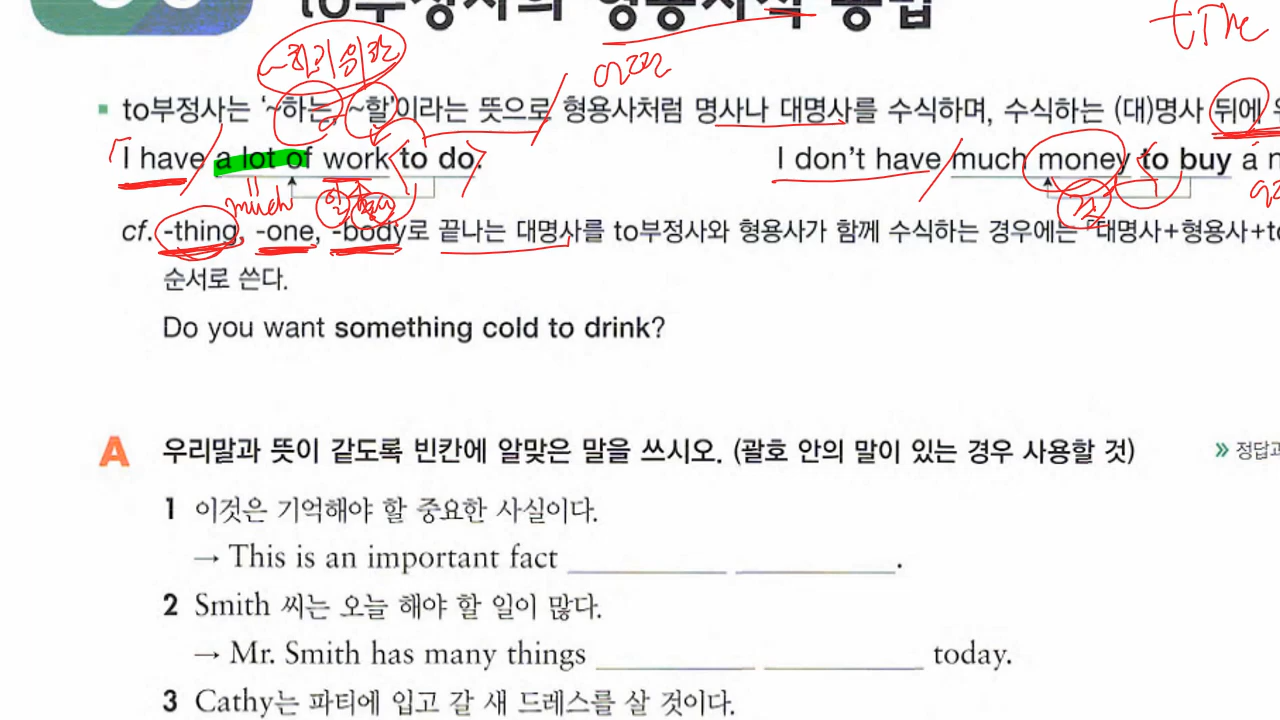 to부정사의 형용사적 용법
time
어떤
to부정사는 '~하는, ~할'이라는 뜻으로 형용사처럼 명사나 대명사를 수식하며, 수식하는 (대)명사 뒤에
I have a lot of work to do. I don't have much money to buy a
much 일
cf. -thing, -one, -body로 끝나는 대명사를 to부정사와 형용사가 함께 수식하는 경우에는 '대명사+형용사+to
순서로 쓴다.
Do you want something cold to drink?
A 우리말과 뜻이 같도록 빈칸에 알맞은 말을 쓰시오. (괄호 안의 말이 있는 경우 사용할 것) » 정답과
1 이것은 기억해야 할 중요한 사실이다.
→ This is an important fact ________ ________.
2 Smith 씨는 오늘 해야 할 일이 많다.
→ Mr. Smith has many things ________ ________ today.
3 Cathy는 파티에 입고 갈 새 드레스를 살 것이다.